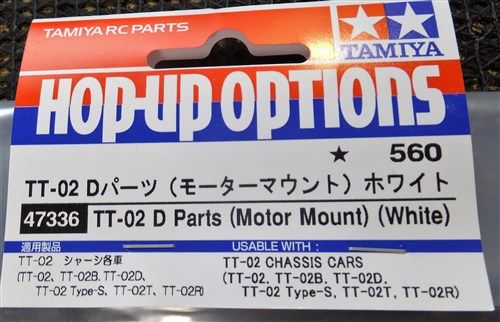 TAMIYA RC PARTS
TAMIYA
HOP-UP OPTIONS
★ 560
TT-02 Dパーツ（モーターマウント）ホワイト
47336 TT-02 D Parts (Motor Mount) (White)
適用製品
TT-02 シャーシ各車
(TT-02、TT-02B、TT-02D、
TT-02 Type-S、TT-02T、TT-02R)
USABLE WITH :
TT-02 CHASSIS CARS
(TT-02, TT-02B, TT-02D,
TT-02 Type-S, TT-02T, TT-02R)